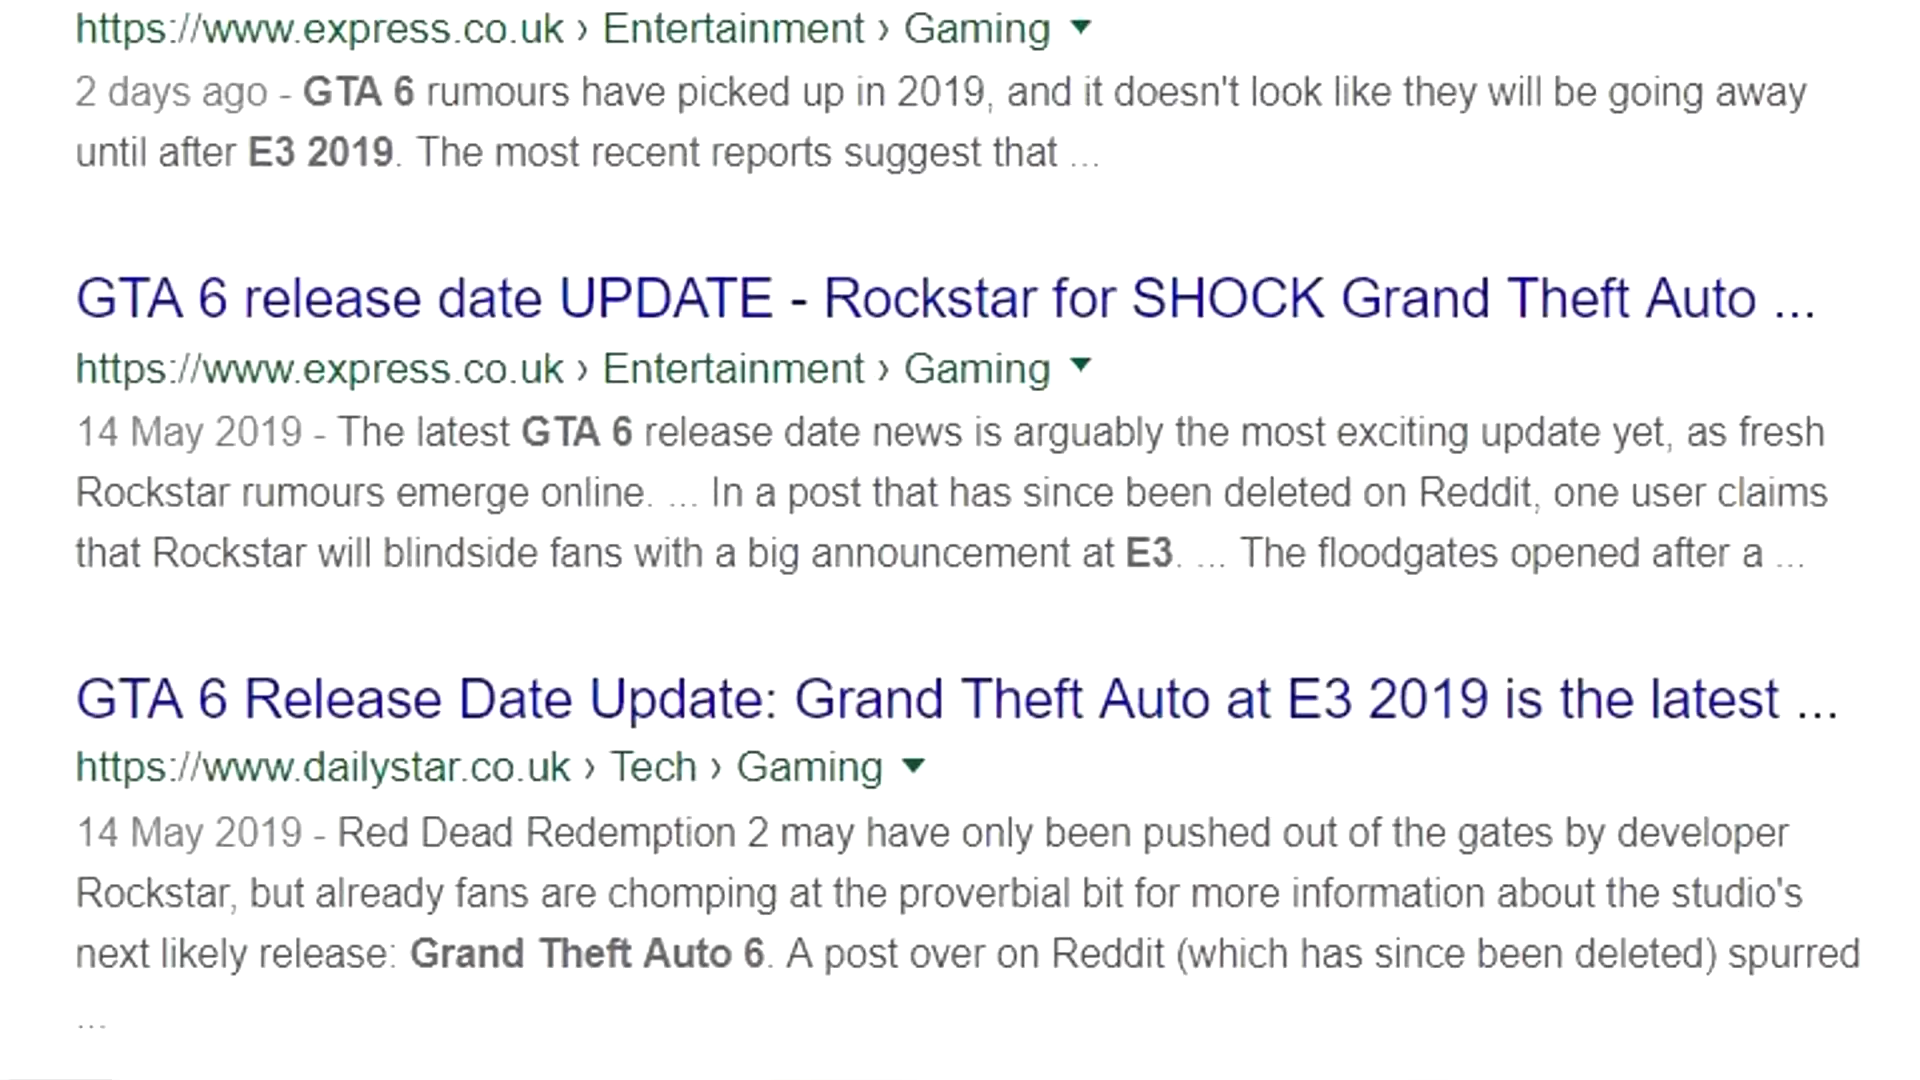 https://www.express.co.uk › Entertainment › Gaming
2 days ago - GTA 6 rumours have picked up in 2019, and it doesn't look like they will be going away
until after E3 2019. The most recent reports suggest that ...
GTA 6 release date UPDATE - Rockstar for SHOCK Grand Theft Auto ...
https://www.express.co.uk › Entertainment › Gaming
14 May 2019 - The latest GTA 6 release date news is arguably the most exciting update yet, as fresh
Rockstar rumours emerge online. ... In a post that has since been deleted on Reddit, one user claims
that Rockstar will blindside fans with a big announcement at E3. ... The floodgates opened after a ...
GTA 6 Release Date Update: Grand Theft Auto at E3 2019 is the latest ...
https://www.dailystar.co.uk › Tech › Gaming
14 May 2019 - Red Dead Redemption 2 may have only been pushed out of the gates by developer
Rockstar, but already fans are chomping at the proverbial bit for more information about the studio's
next likely release: Grand Theft Auto 6. A post over on Reddit (which has since been deleted) spurred
...